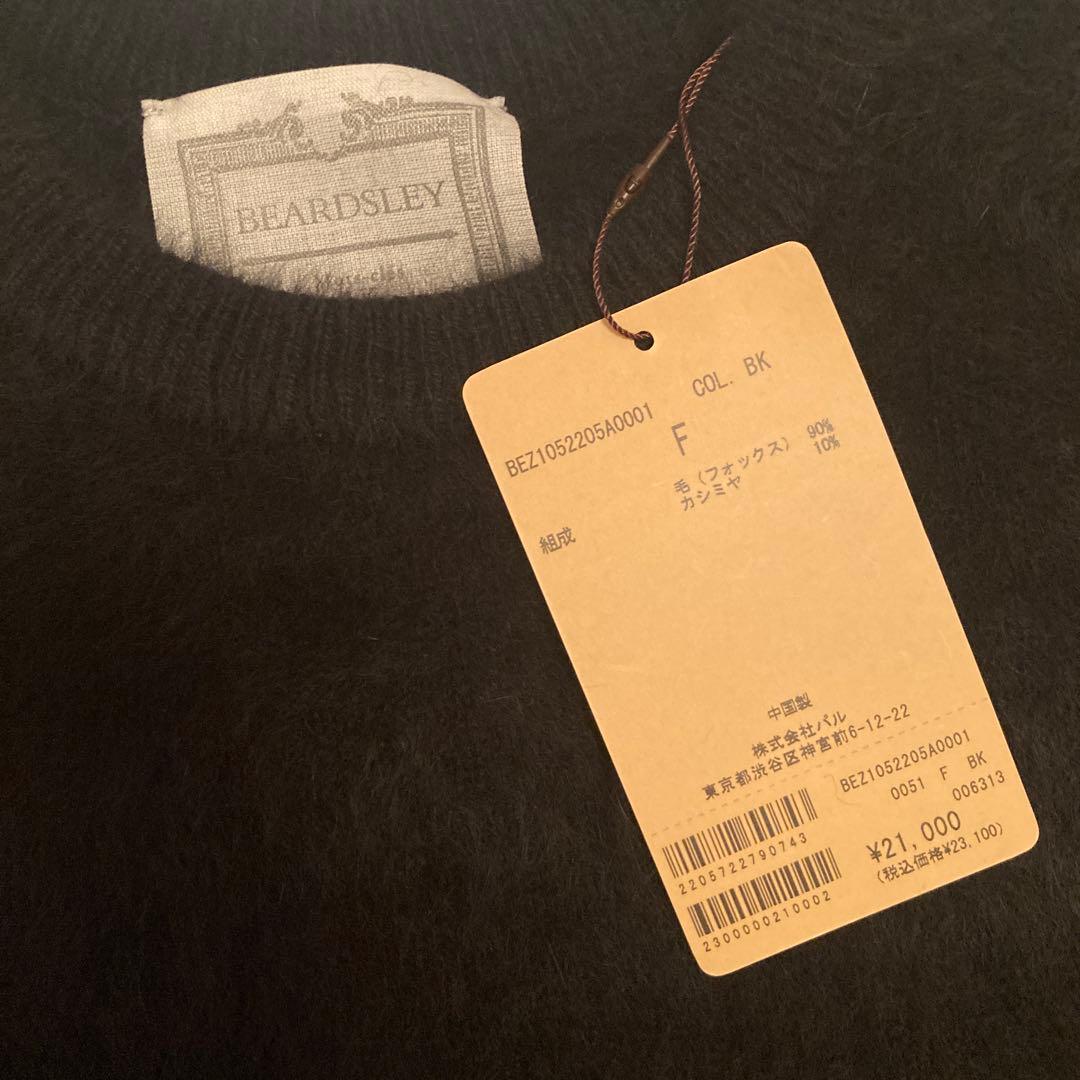 BEARDSLEY
COL. BK
BEZ1052205A0001
F
毛(フォックス) 90%
カシミヤ 10%
組成
中国製
株式会社パル
東京都渋谷区神宮前6-12-22
BEZ1052205A0001
0051 F BK
006313
¥21,000
(税込価格¥23,100)
2205722790743
2300000210002